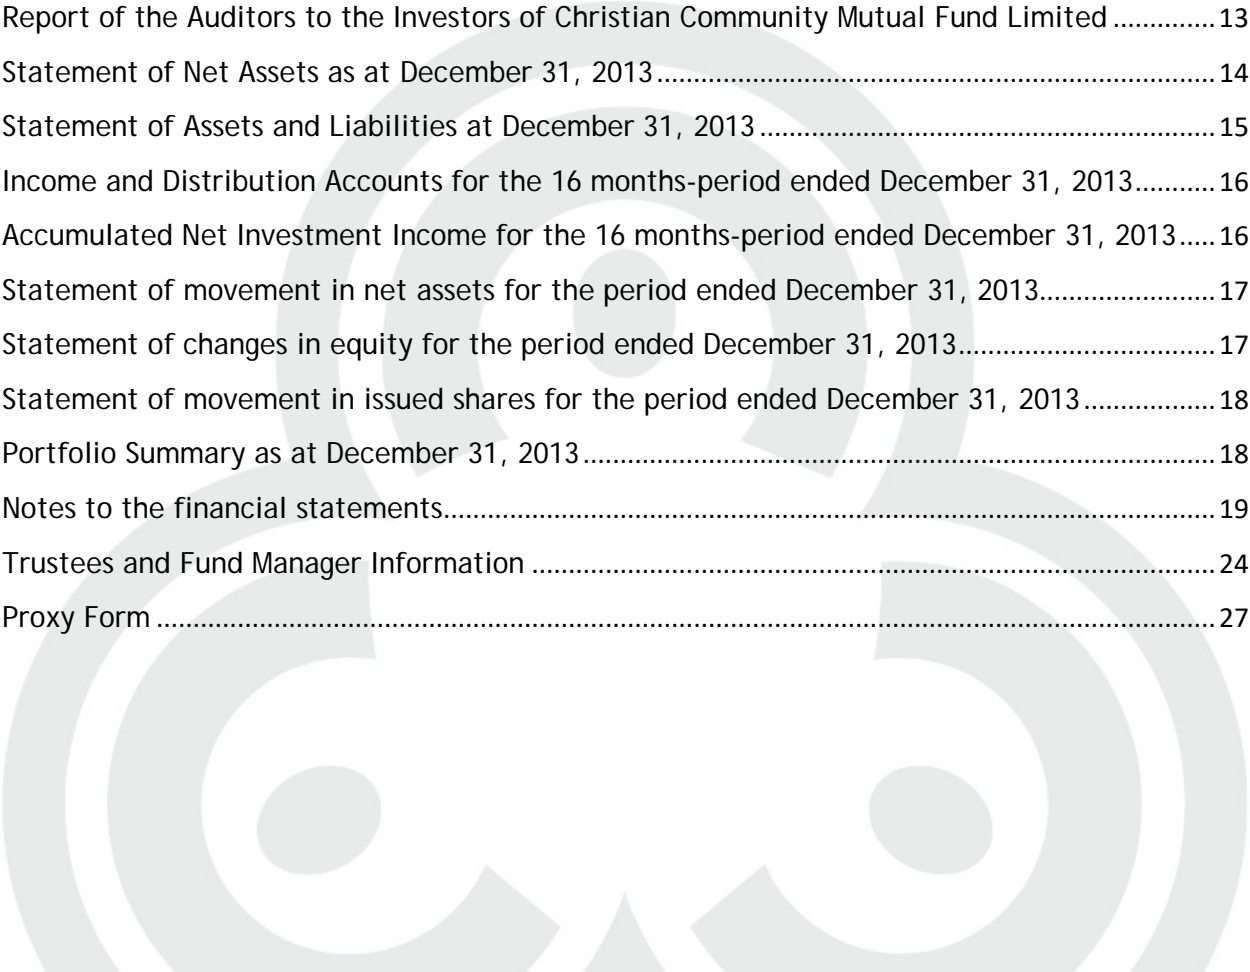 Report of the Auditors to the Investors of Christian Community Mutual Fund Limited ............. 13
Statement of Net Assets as at December 31, 2013 .................................................................................... 14
Statement of Assets and Liabilities at December 31, 2013 ..................................................................... 15
Income and Distribution Accounts for the 16 months-period ended December 31, 2013 .......... 16
Accumulated Net Investment Income for the 16 months-period ended December 31, 2013 ..... 16
Statement of movement in net assets for the period ended December 31, 2013 .......................... 17
Statement of changes in equity for the period ended December 31, 2013 ...................................... 17
Statement of movement in issued shares for the period ended December 31, 2013 ................... 18
Portfolio Summary as at December 31, 2013 ............................................................................................... 18
Notes to the financial statements ..................................................................................................................... 19
Trustees and Fund Manager Information ........................................................................................................ 24
Proxy Form ................................................................................................................................................................ 27